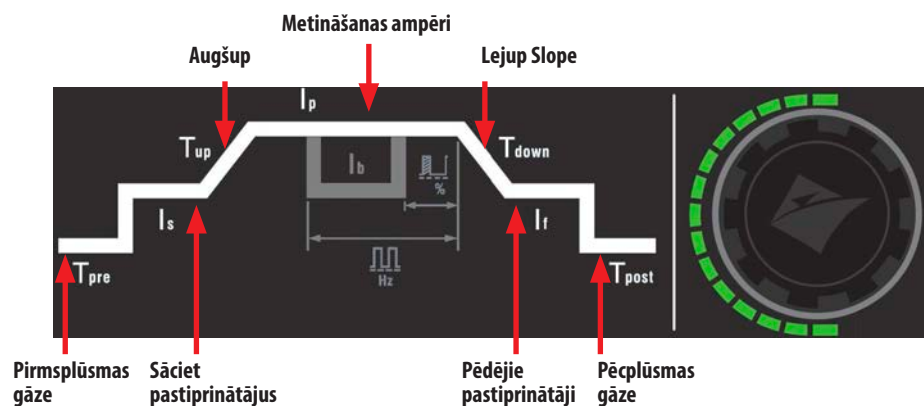 Metināšanas ampēri
Augšup
Lejup Slope
Ip
Tup
Tdown
Ib
%
Is
If
Hz
Tpre
Tpost
Pirmsplūsmas
gāze
Sāciet
pastiprinātājus
Pēdējie
pastiprinātāji
Pēcplūsmas
gāze